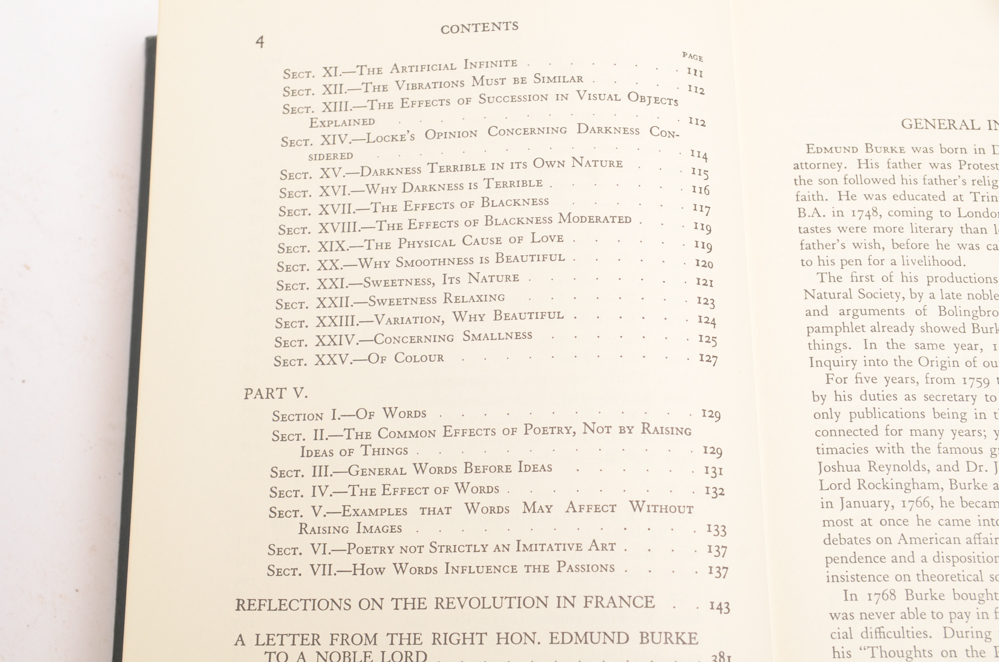 4
CONTENTS
PAGE
Sect. XI.—The Artificial Infinite . . . . . . . . 111
Sect. XII.—The Vibrations Must be Similar . . . . . 112
Sect. XIII.—The Effects of Succession in Visual Objects
Explained . . . . . . . . . . . . 112
Sect. XIV.—Locke's Opinion Concerning Darkness Con-
sidered . . . . . . . . . . . . 114
Sect. XV.—Darkness Terrible in its Own Nature . . . 115
Sect. XVI.—Why Darkness is Terrible . . . . . . 116
Sect. XVII.—The Effects of Blackness . . . . . . 117
Sect. XVIII.—The Effects of Blackness Moderated . . . 119
Sect. XIX.—The Physical Cause of Love . . . . . 119
Sect. XX.—Why Smoothness is Beautiful . . . . . 120
Sect. XXI.—Sweetness, Its Nature . . . . . . . 121
Sect. XXII.—Sweetness Relaxing . . . . . . . 123
Sect. XXIII.—Variation, Why Beautiful . . . . . 124
Sect. XXIV.—Concerning Smallness . . . . . . 125
Sect. XXV.—Of Colour . . . . . . . . . 127
PART V.
Section I.—Of Words . . . . . . . . . . 129
Sect. II.—The Common Effects of Poetry, Not by Raising
Ideas of Things . . . . . . . . . . 129
Sect. III.—General Words Before Ideas . . . . . 131
Sect. IV.—The Effect of Words . . . . . . . 132
Sect. V.—Examples that Words May Affect Without
Raising Images . . . . . . . . . . 133
Sect. VI.—Poetry not Strictly an Imitative Art . . . . 137
Sect. VII.—How Words Influence the Passions . . . . 137
REFLECTIONS ON THE REVOLUTION IN FRANCE . . 143
A LETTER FROM THE RIGHT HON. EDMUND BURKE
TO A NOBLE LORD . . . . . . . . . 381
GENERAL IN
Edmund Burke was born in D
attorney. His father was Protest
the son followed his father's relig
faith. He was educated at Trin
B.A. in 1748, coming to London
tastes were more literary than l
father's wish, before he was ca
to his pen for a livelihood.
The first of his productions
Natural Society, by a late noble
and arguments of Bolingbro
pamphlet already showed Burk
things. In the same year, 1
Inquiry into the Origin of ou
For five years, from 1759 t
by his duties as secretary to
only publications being in t
connected for many years; y
timacies with the famous g
Joshua Reynolds, and Dr. J
Lord Rockingham, Burke a
in January, 1766, he becam
most at once he came into
debates on American affair
pendence and a disposition
insistence on theoretical s
In 1768 Burke bought
was never able to pay in f
cial difficulties. During
his "Thoughts on the